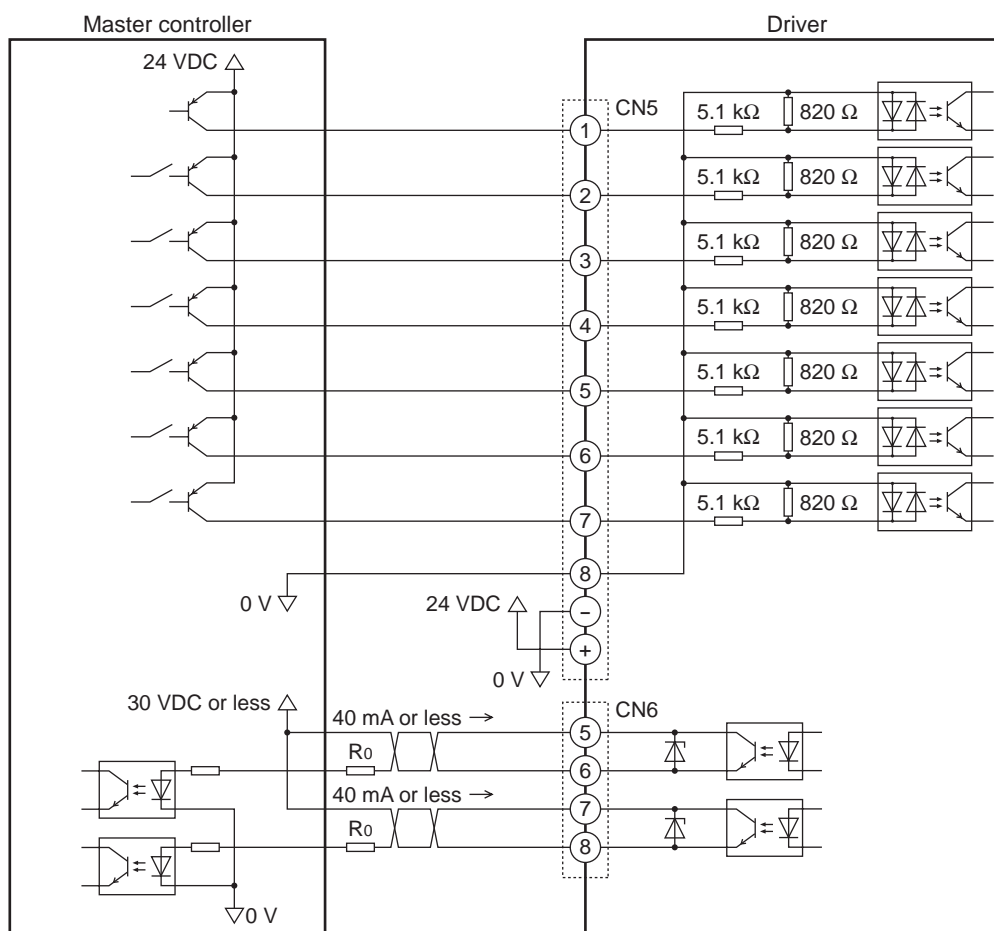 Master controller
Driver
24 VDC
CN5
1
5.1 kΩ
820 Ω
2
5.1 kΩ
820 Ω
3
5.1 kΩ
820 Ω
4
5.1 kΩ
820 Ω
5
5.1 kΩ
820 Ω
6
5.1 kΩ
820 Ω
7
5.1 kΩ
820 Ω
8
0 V
24 VDC
−
+
0 V
30 VDC or less
CN6
40 mA or less →
5
R0
6
40 mA or less →
7
R0
8
0 V